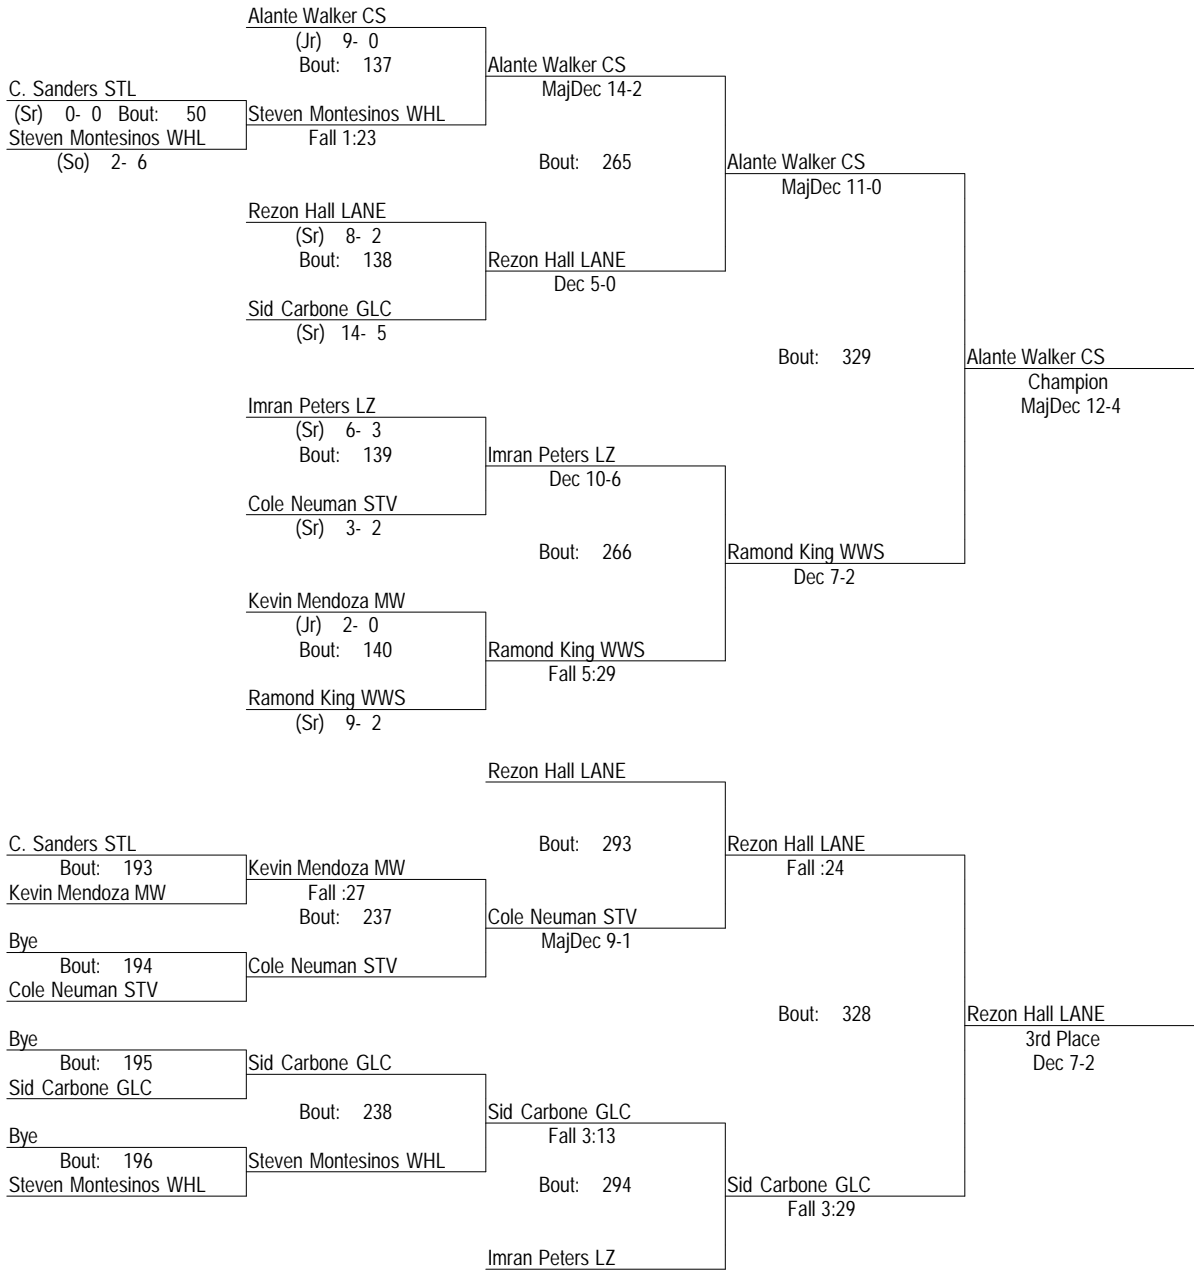 Alante Walker CS
(Jr) 9- 0
Bout: 137
Alante Walker CS
MajDec 14-2
C. Sanders STL
(Sr) 0- 0 Bout: 50
Steven Montesinos WHL
Steven Montesinos WHL
Fall 1:23
(So) 2- 6
Bout: 265
Alante Walker CS
MajDec 11-0
Rezon Hall LANE
(Sr) 8- 2
Bout: 138
Rezon Hall LANE
Dec 5-0
Sid Carbone GLC
(Sr) 14- 5
Bout: 329
Alante Walker CS
Champion
MajDec 12-4
Imran Peters LZ
(Sr) 6- 3
Bout: 139
Imran Peters LZ
Dec 10-6
Cole Neuman STV
(Sr) 3- 2
Bout: 266
Ramond King WWS
Dec 7-2
Kevin Mendoza MW
(Jr) 2- 0
Bout: 140
Ramond King WWS
Fall 5:29
Ramond King WWS
(Sr) 9- 2
Rezon Hall LANE
Bout: 293
Rezon Hall LANE
Fall :24
C. Sanders STL
Bout: 193
Kevin Mendoza MW
Kevin Mendoza MW
Fall :27
Bout: 237
Cole Neuman STV
MajDec 9-1
Bye
Bout: 194
Cole Neuman STV
Cole Neuman STV
Bout: 328
Rezon Hall LANE
3rd Place
Dec 7-2
Bye
Bout: 195
Sid Carbone GLC
Sid Carbone GLC
Bout: 238
Sid Carbone GLC
Fall 3:13
Bye
Bout: 196
Steven Montesinos WHL
Steven Montesinos WHL
Bout: 294
Sid Carbone GLC
Fall 3:29
Imran Peters LZ